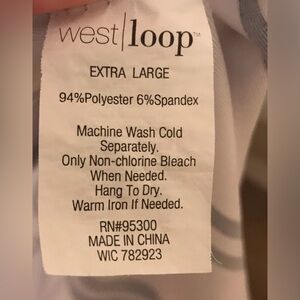 west|loop™
EXTRA LARGE
94%Polyester 6%Spandex
Machine Wash Cold
Separately.
Only Non-chlorine Bleach
When Needed.
Hang To Dry.
Warm Iron If Needed.
RN#95300
MADE IN CHINA
WIC 782923